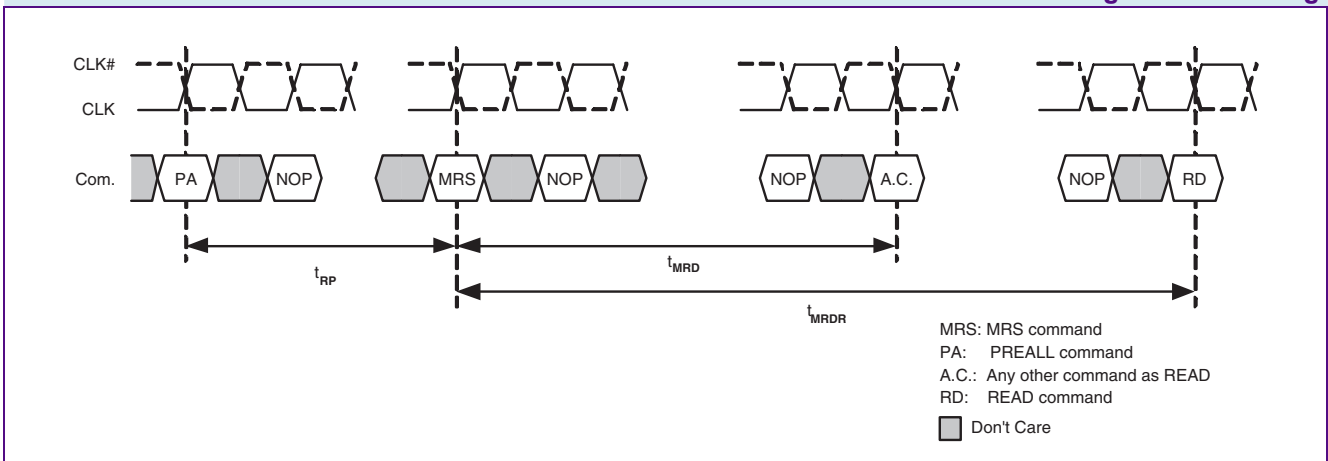 CLK#
CLK
Com.
PA NOP MRS NOP NOP A.C. NOP RD
tRP
tMRD
tMRDR
MRS: MRS command
PA: PREALL command
A.C.: Any other command as READ
RD: READ command
Don't Care